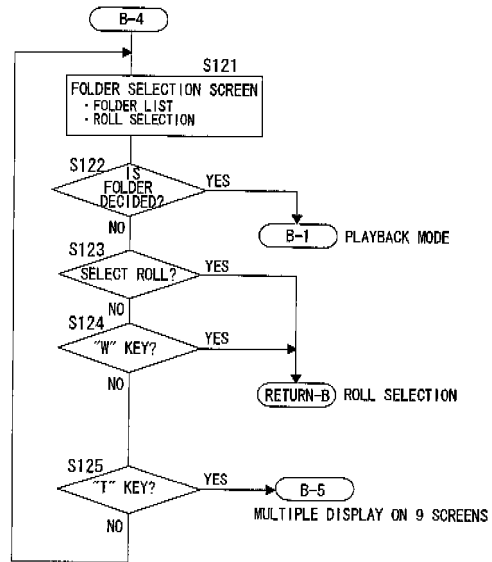 B-4
S121
FOLDER SELECTION SCREEN
· FOLDER LIST
· ROLL SELECTION
S122
IS
FOLDER
DECIDED?
YES
NO
B-1 PLAYBACK MODE
S123
SELECT ROLL?
YES
NO
S124
"W" KEY?
YES
NO
RETURN-B ROLL SELECTION
S125
"T" KEY?
YES
NO
B-5
MULTIPLE DISPLAY ON 9 SCREENS